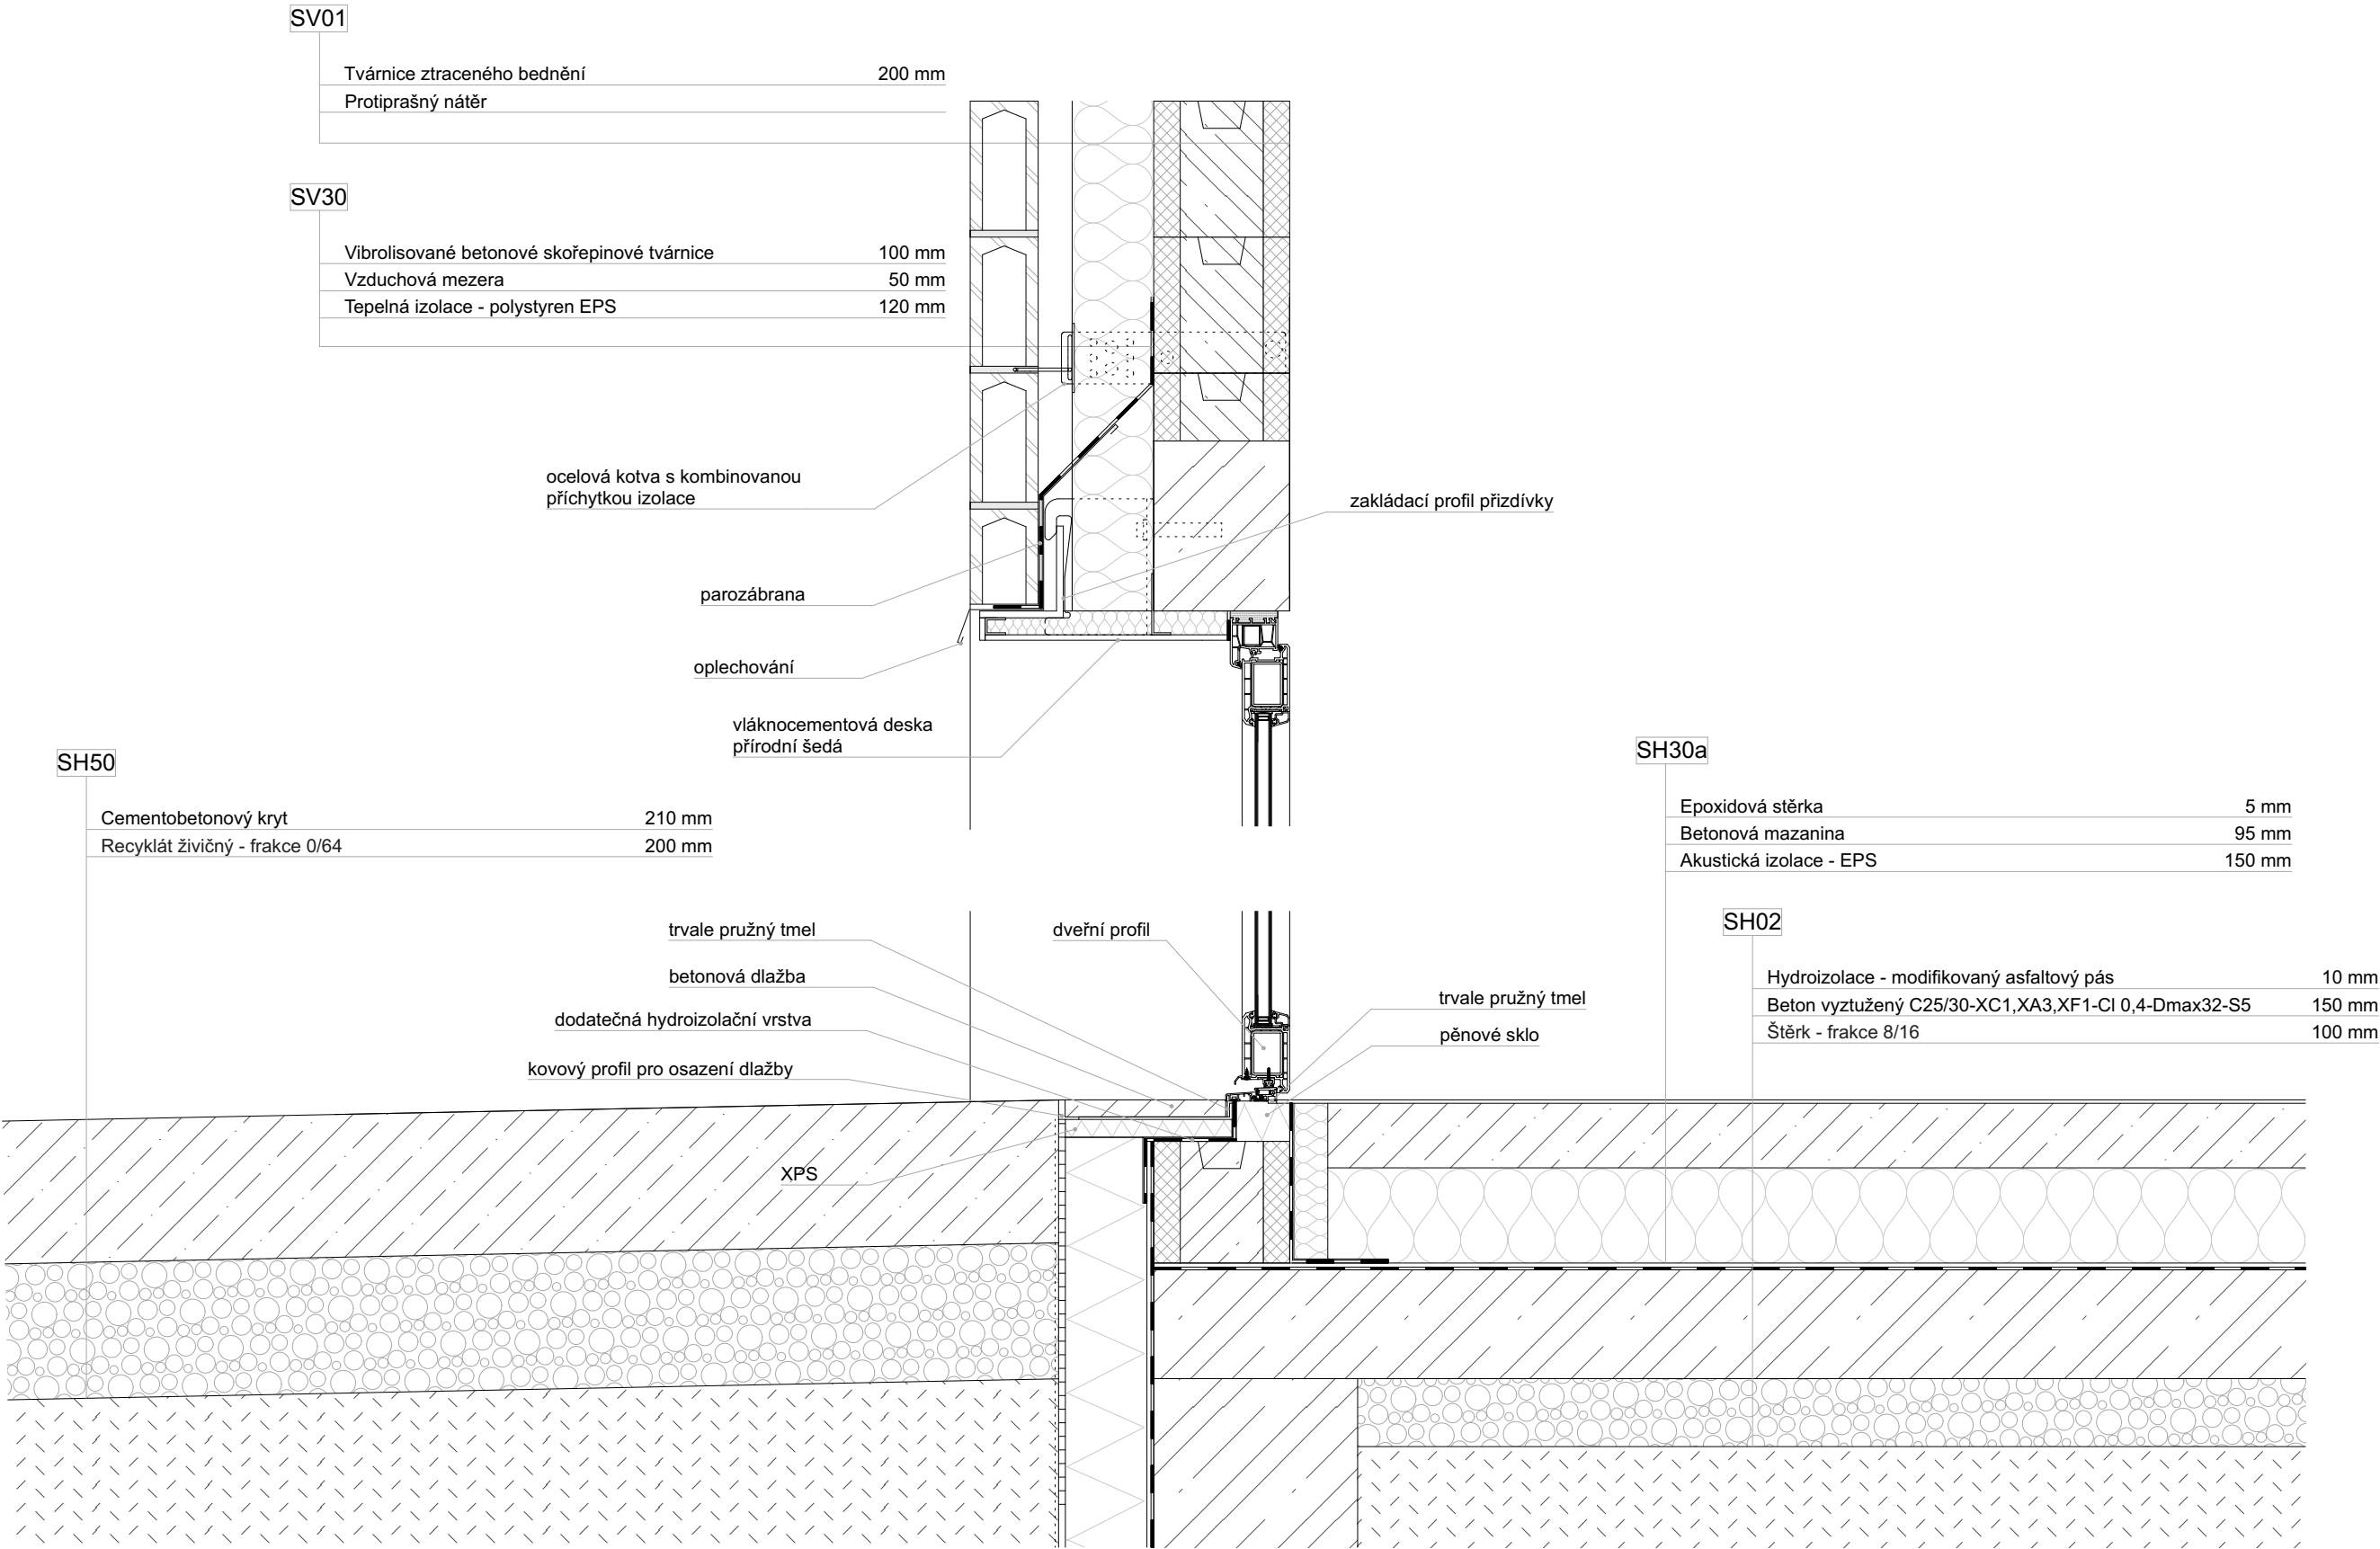 SV01
Tvárnice ztraceného bednění 200 mm
Protiprašný nátěr
SV30
Vibrolisované betonové skořepinové tvárnice 100 mm
Vzduchová mezera 50 mm
Tepelná izolace - polystyren EPS 120 mm
ocelová kotva s kombinovanou
příchytkou izolace
zakládací profil přizdívky
parozábrana
oplechování
vláknocementová deska
přírodní šedá
SH50
Cementobetonový kryt 210 mm
Recyklát živičný - frakce 0/64 200 mm
SH30a
Epoxidová stěrka 5 mm
Betonová mazanina 95 mm
Akustická izolace - EPS 150 mm
SH02
Hydroizolace - modifikovaný asfaltový pás 10 mm
Beton vyztužený C25/30-XC1,XA3,XF1-Cl 0,4-Dmax32-S5 150 mm
Štěrk - frakce 8/16 100 mm
trvale pružný tmel
betonová dlažba
dodatečná hydroizolační vrstva
kovový profil pro osazení dlažby
XPS
dveřní profil
trvale pružný tmel
pěnové sklo